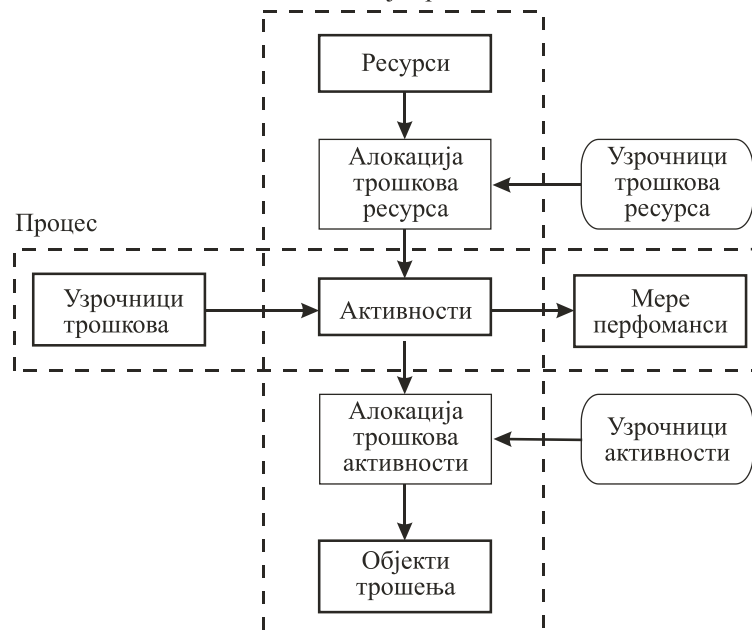 Ресурси
Алокација
трошкова
ресурса
Узрочници
трошкова
ресурса
Процес
Узрочници
трошкова
Активности
Мере
перфоманси
Алокација
трошкова
активности
Узрочници
активности
Објекти
трошења